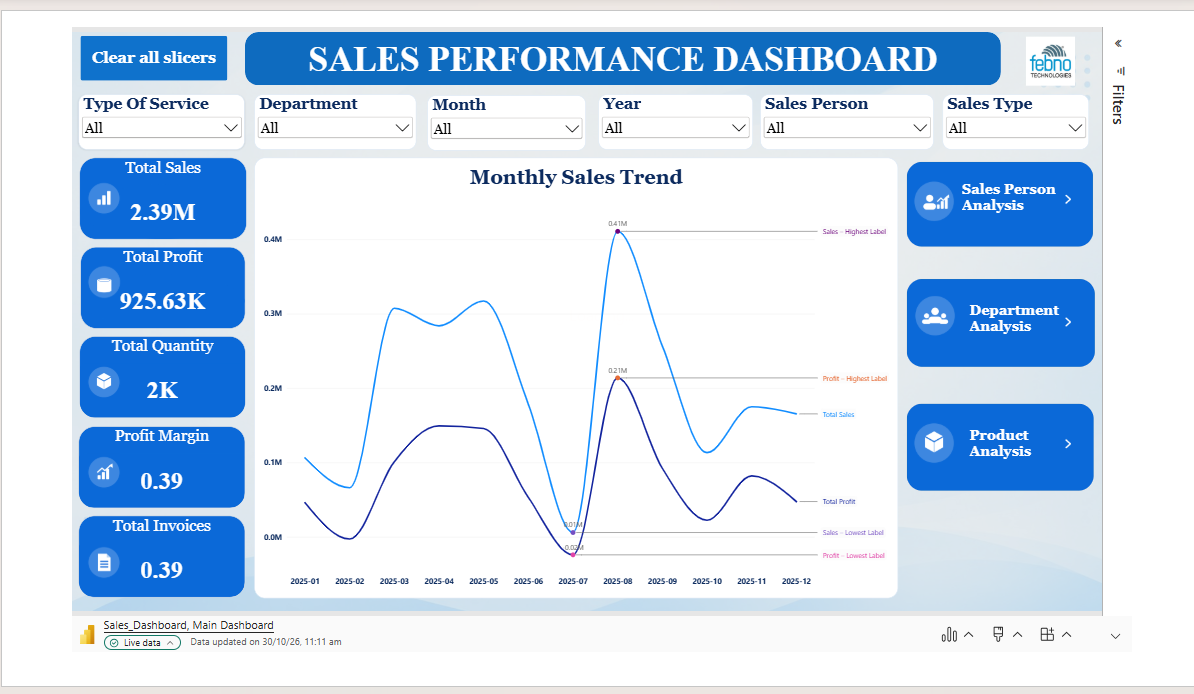 Clear all slicers
SALES PERFORMANCE DASHBOARD
febno
TECHNOLOGIES
Filters
Type Of Service
All
Department
All
Month
All
Year
All
Sales Person
All
Sales Type
All
Total Sales
2.39M
Total Profit
925.63K
Total Quantity
2K
Profit Margin
0.39
Total Invoices
0.39
Monthly Sales Trend
0.4M
0.3M
0.2M
0.1M
0.0M
0.41M
0.21M
0.01M
0.02M
Sales - Highest Label
Profit - Highest Label
Total Sales
Total Profit
Sales - Lowest Label
Profit - Lowest Label
2025-01 2025-02 2025-03 2025-04 2025-05 2025-06 2025-07 2025-08 2025-09 2025-10 2025-11 2025-12
Sales Person
Analysis
Department
Analysis
Product
Analysis
Sales_Dashboard, Main Dashboard
Live data
Data updated on 30/10/26, 11:11 am